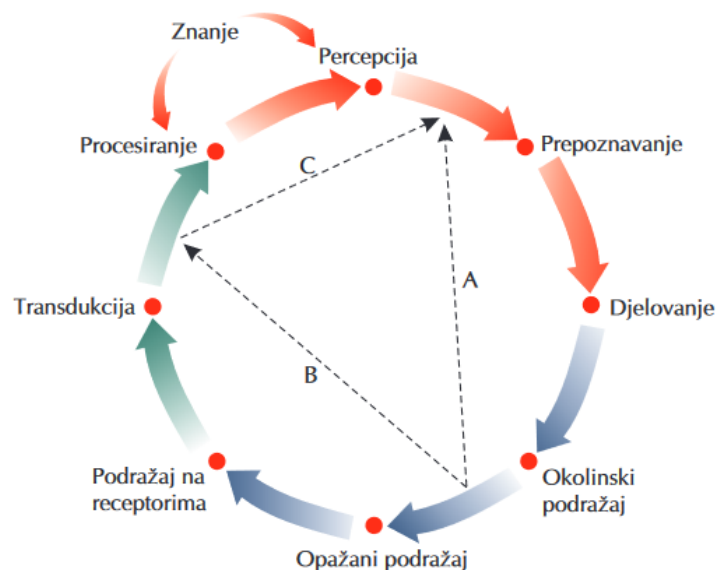 Znanje
Percepcija
Procesiranje
Prepoznavanje
C
A
Transdukcija
Djelovanje
B
Podražaj na
receptorima
Okolinski
podražaj
Opažani podražaj